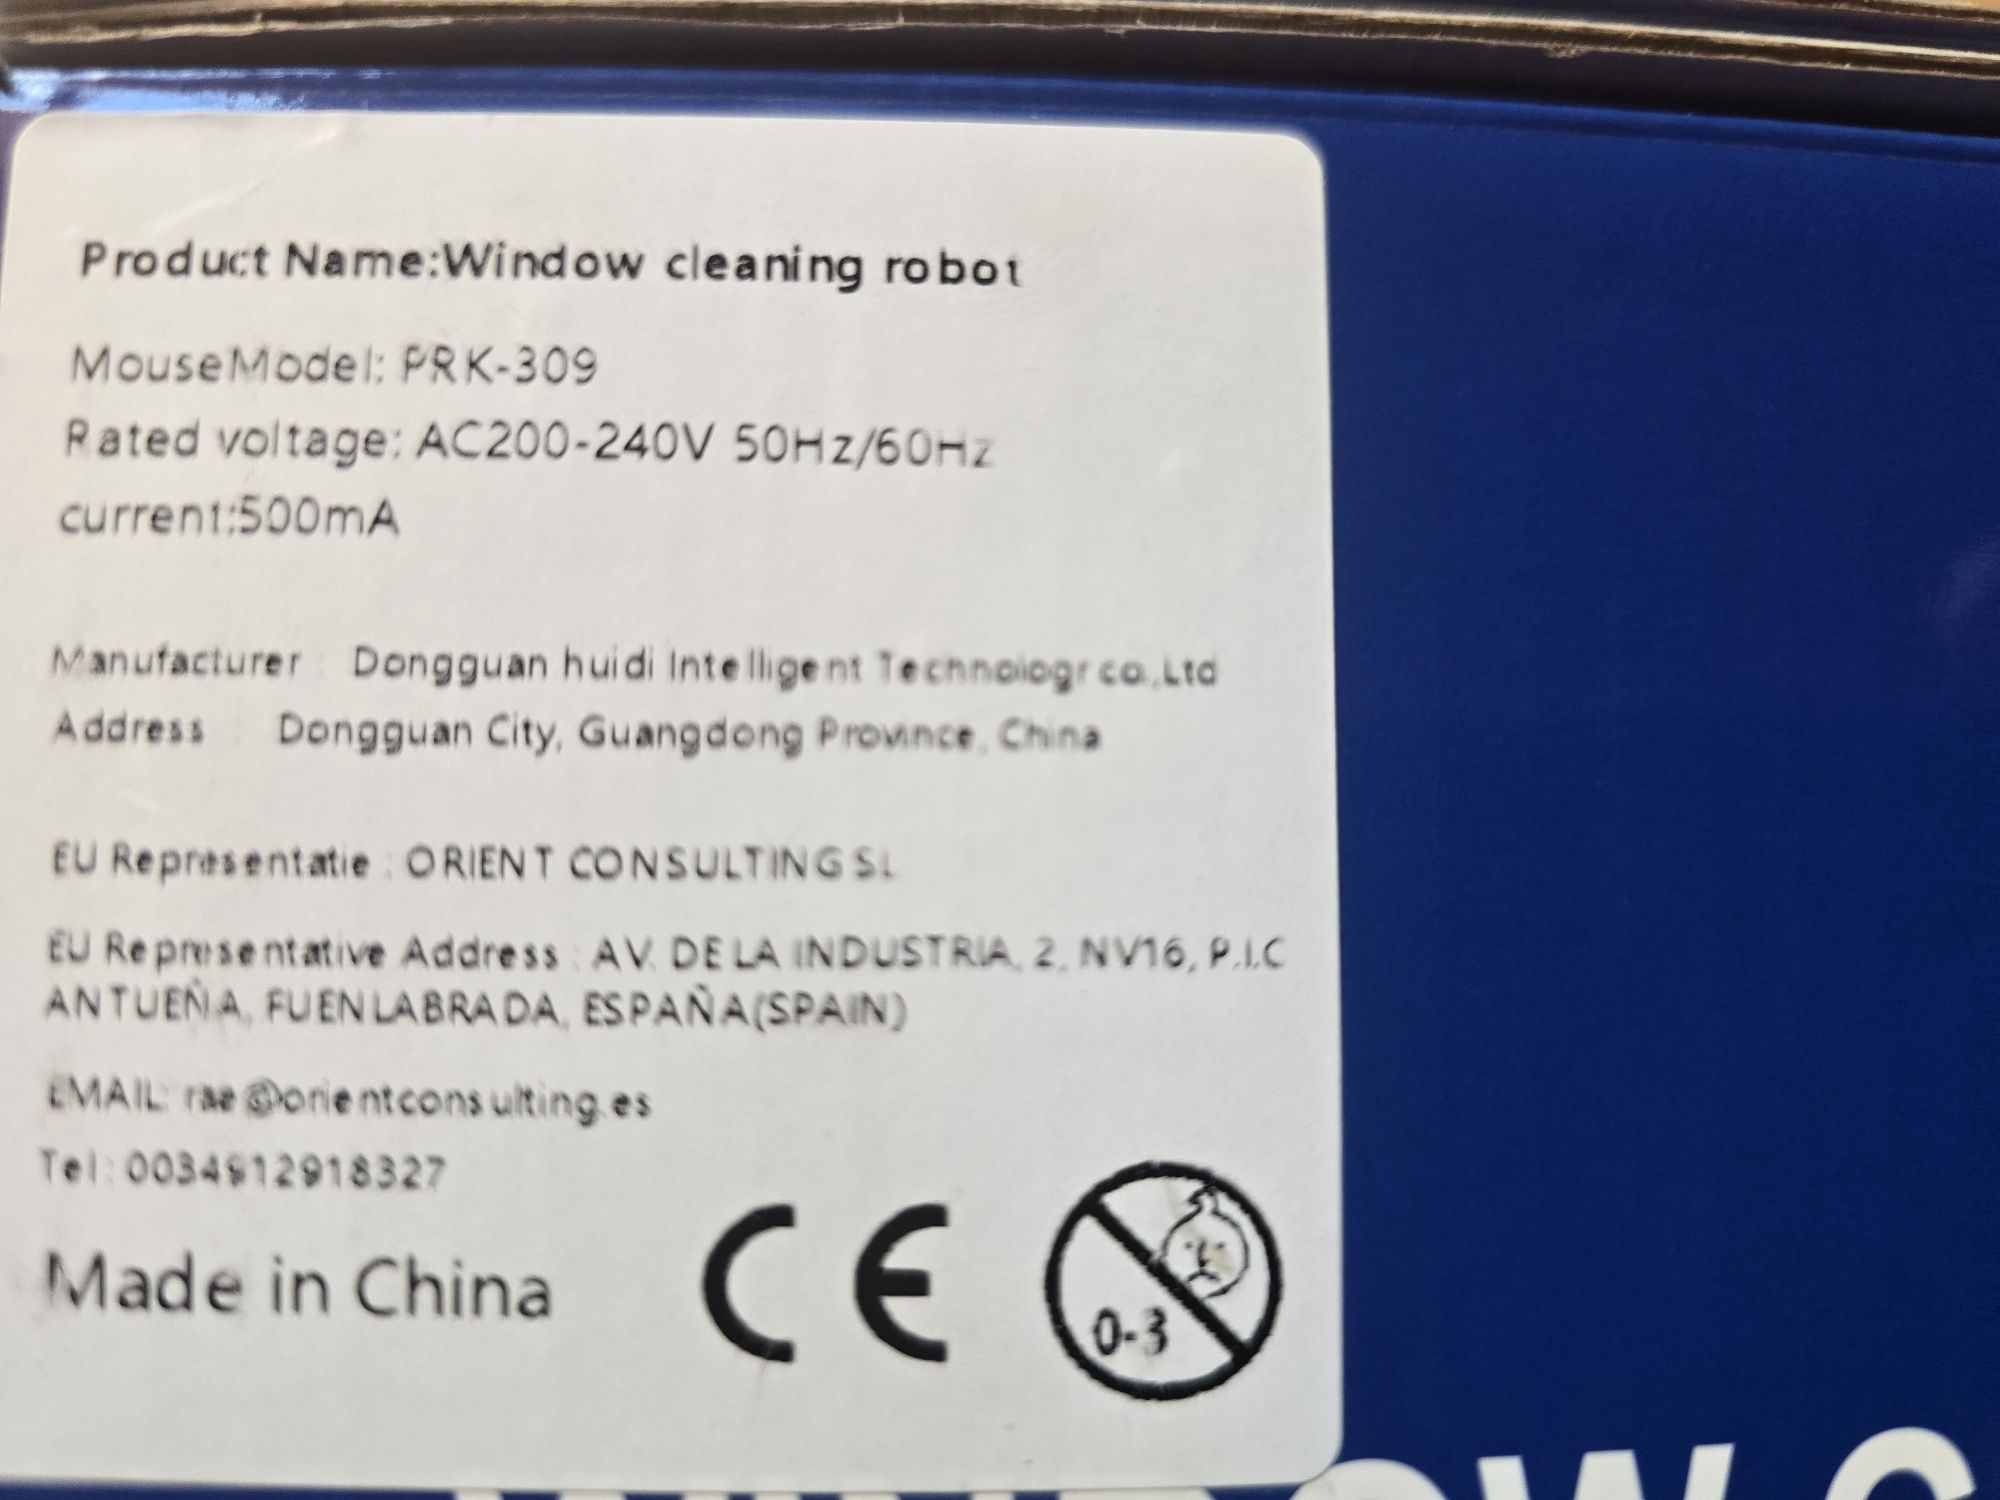 Product Name:Window cleaning robot
MouseModel: PRK-309
Rated voltage: AC200-240V 50Hz/60Hz
current:500mA
Manufacturer : Dongguan huidi Intelligent Technologr co.,Ltd
Address : Dongguan City, Guangdong Province, China
EU Representatie : ORIENT CONSULTING SL
EU Representative Address : AV. DE LA INDUSTRIA, 2, NV16, P.I.C
ANTUEÑA, FUENLABRADA, ESPAÑA(SPAIN)
EMAIL: rae@orientconsulting.es
Tel: 0034912918327
Made in China
CE
0-3